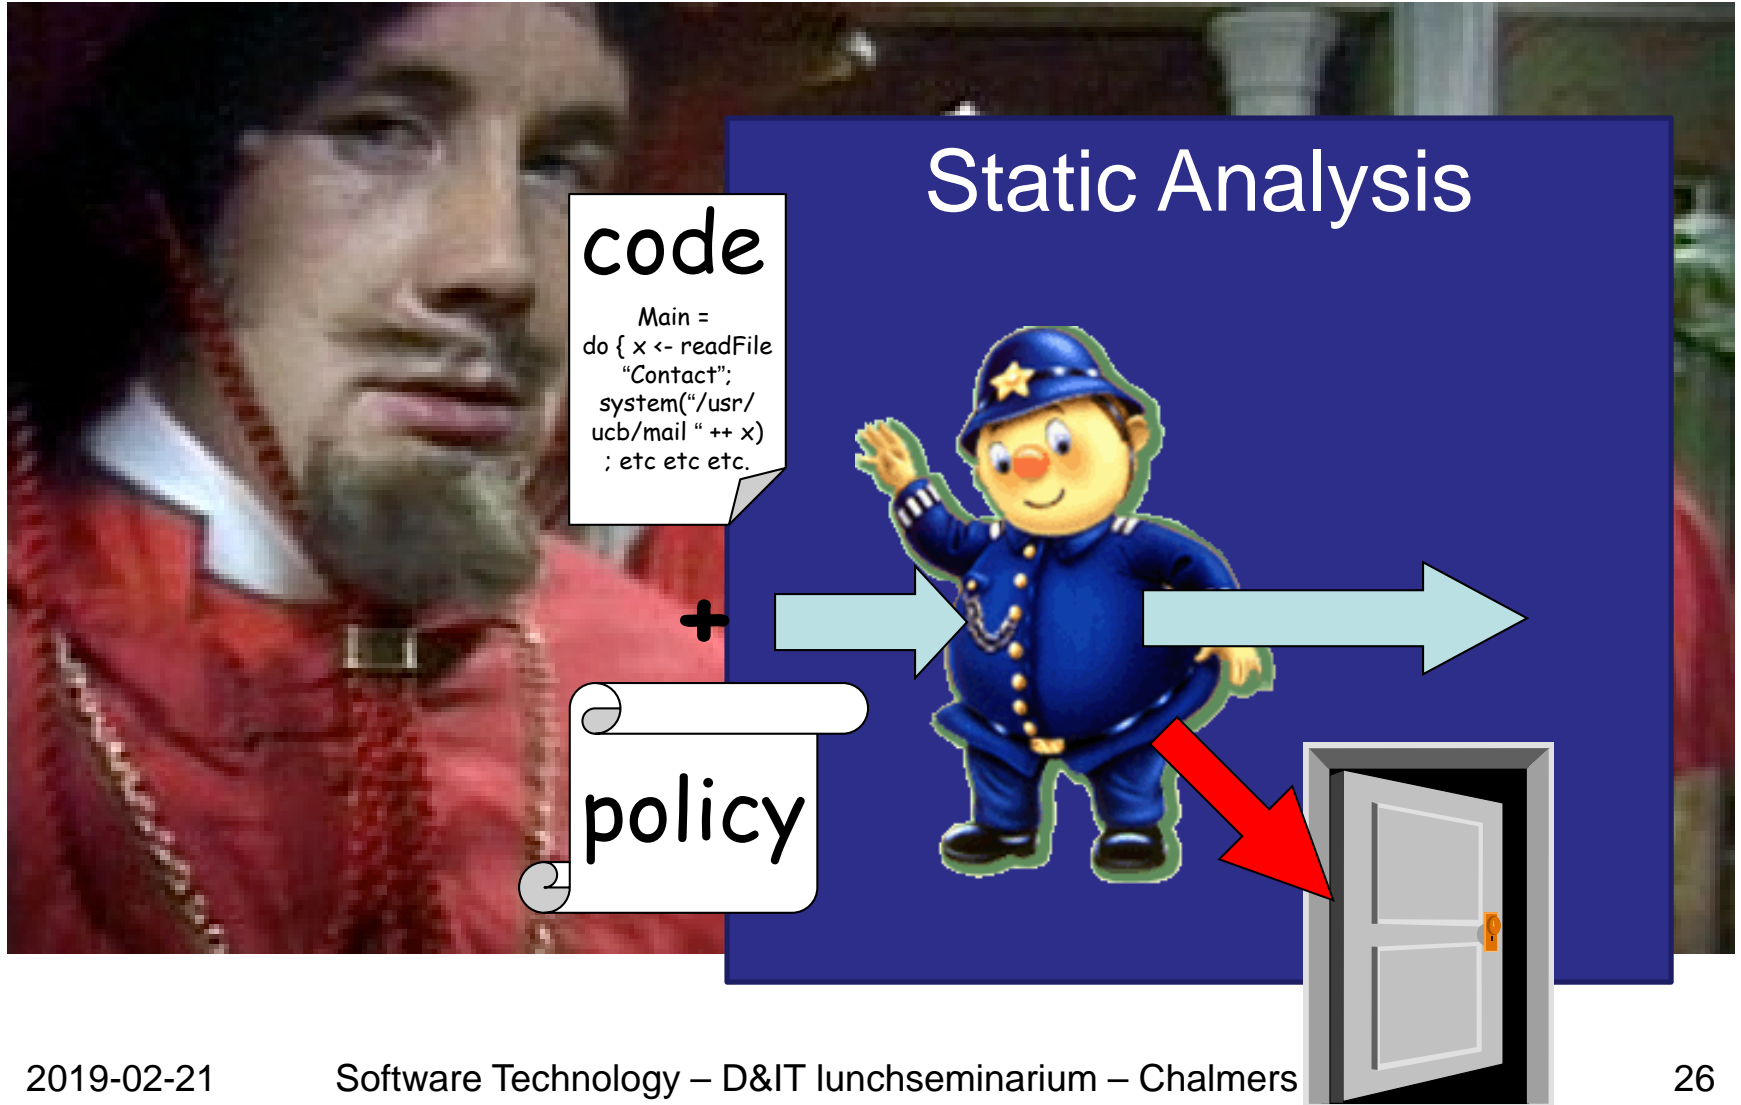 Static Analysis
code
Main =
do { x <- readFile
“Contact”;
system(“/usr/
ucb/mail “ ++ x)
; etc etc etc.
+
policy
2019-02-21
Software Technology – D&IT lunchseminarium – Chalmers
26